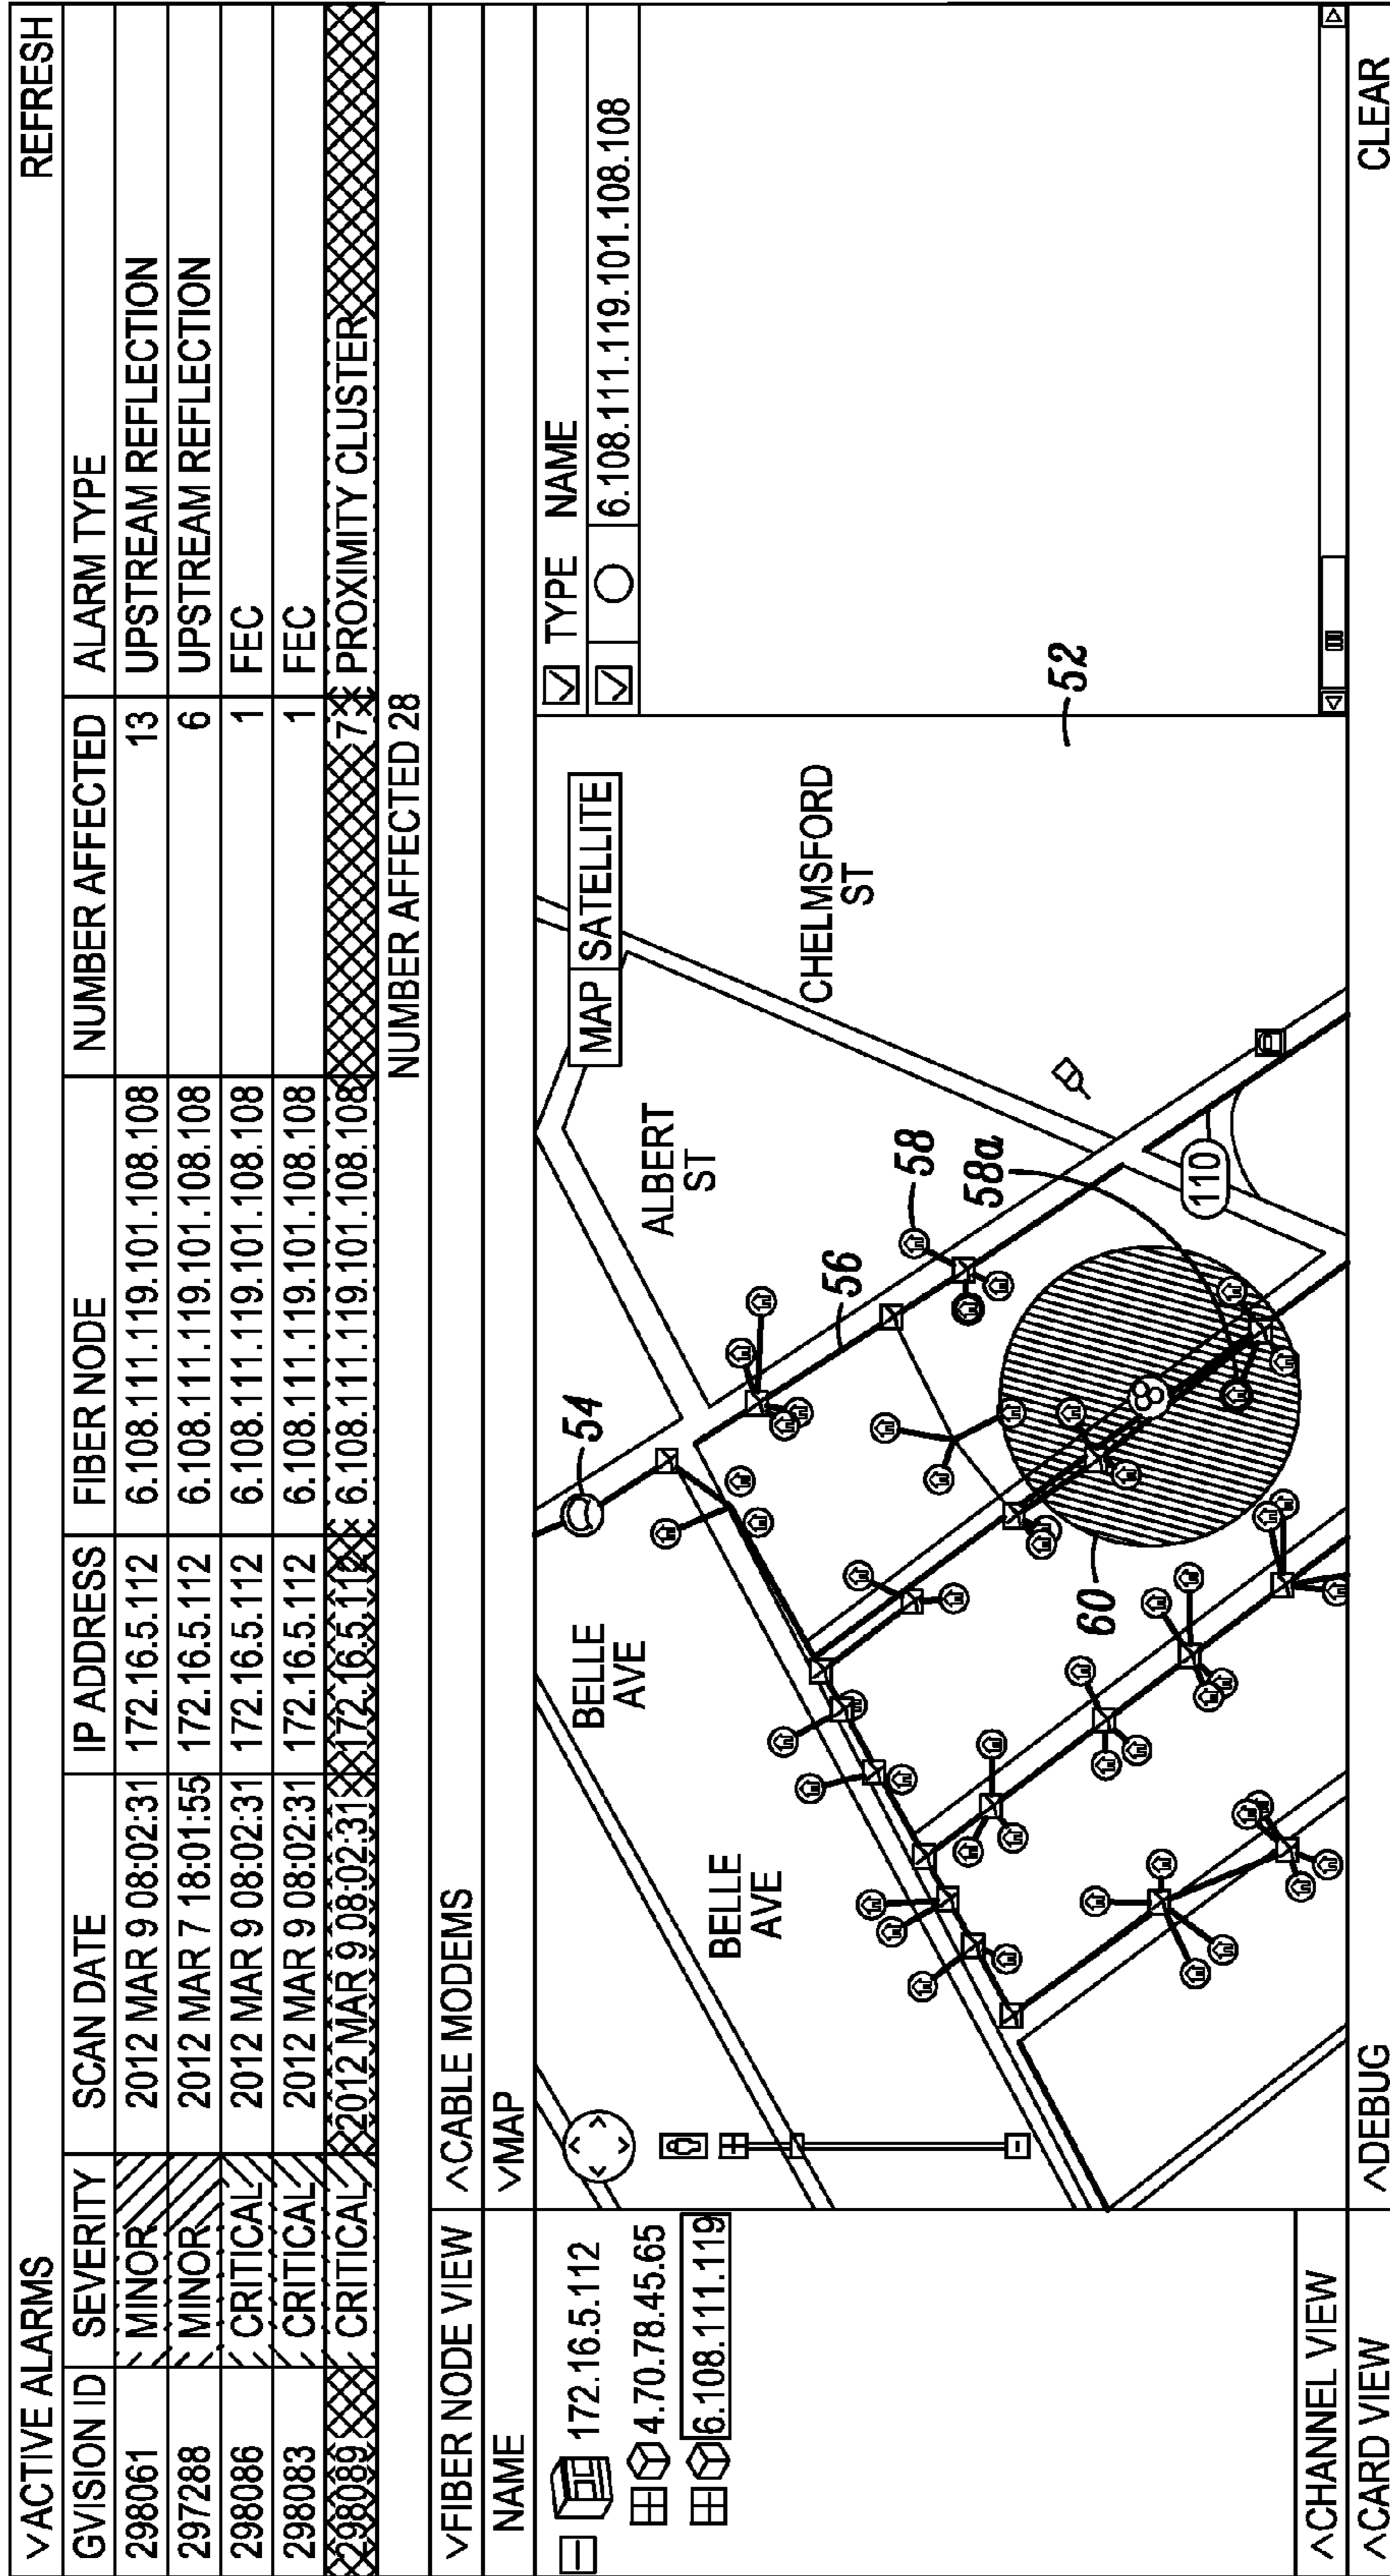 ∨ACTIVE ALARMS REFRESH
GVISION ID SEVERITY SCAN DATE IP ADDRESS FIBER NODE NUMBER AFFECTED ALARM TYPE
298061 MINOR 2012 MAR 9 08:02:31 172.16.5.112 6.108.111.119.101.108.108 13 UPSTREAM REFLECTION
297288 MINOR 2012 MAR 7 18:01:55 172.16.5.112 6.108.111.119.101.108.108 6 UPSTREAM REFLECTION
298086 CRITICAL 2012 MAR 9 08:02:31 172.16.5.112 6.108.111.119.101.108.108 1 FEC
298083 CRITICAL 2012 MAR 9 08:02:31 172.16.5.112 6.108.111.119.101.108.108 1 FEC
298089 CRITICAL 2012 MAR 9 08:02:31 172.16.5.112 6.108.111.119.101.108.108 7 PROXIMITY CLUSTER
NUMBER AFFECTED 28
∨FIBER NODE VIEW ^CABLE MODEMS
NAME ∨MAP
172.16.5.112
4.70.78.45.65
6.108.111.119
MAP SATELLITE
TYPE NAME
6.108.111.119.101.108.108
BELLE
AVE
BELLE
AVE
ALBERT
ST
CHELMSFORD
ST
54
56
58
58a
60
52
110
^CHANNEL VIEW
^CARD VIEW ^DEBUG CLEAR